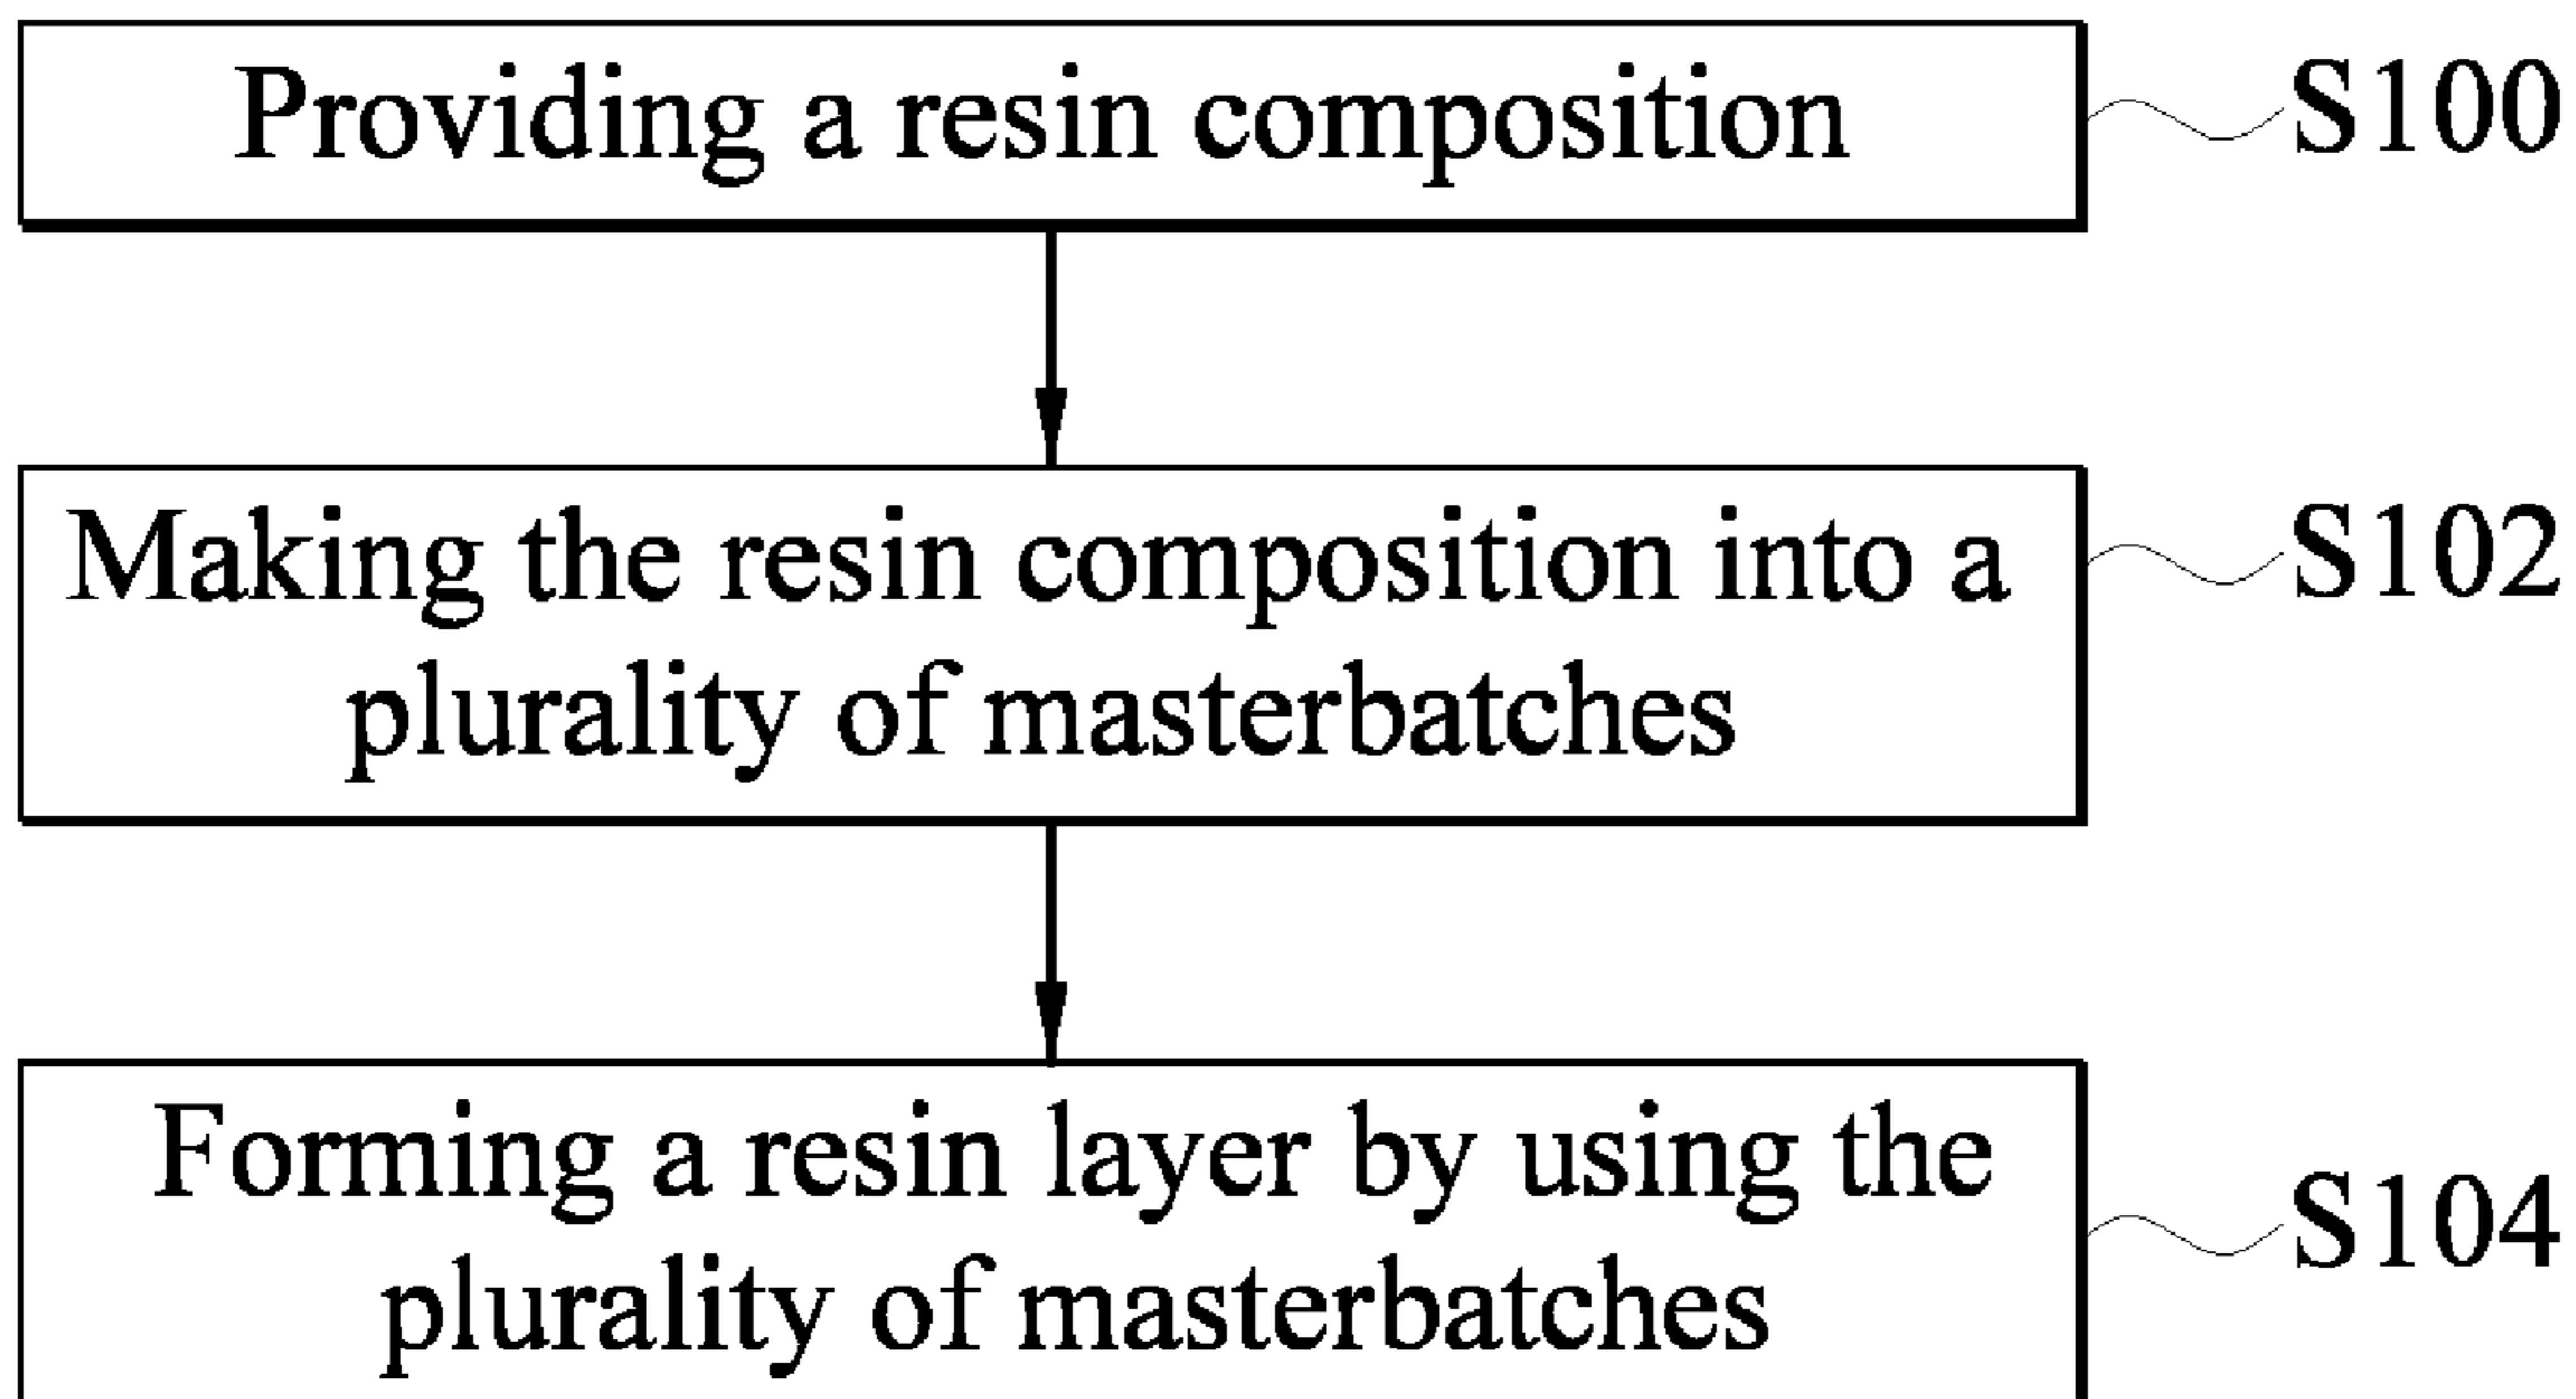 Providing a resin composition
S100
Making the resin composition into a
plurality of masterbatches
S102
Forming a resin layer by using the
plurality of masterbatches
S104